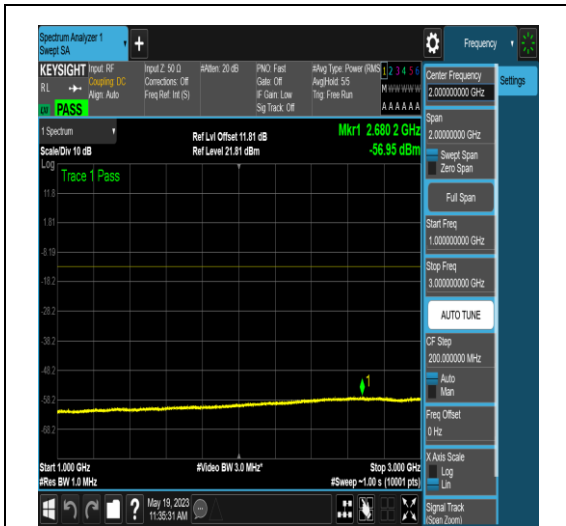 Spectrum Analyzer 1
Swept SA
Frequency
KEYSIGHT
RL
PASS
Input: RF
Coupling: DC
Align: Auto
Input Z: 50 Ω
Corrections: Off
Freq Ref: Int (S)
#Atten: 20 dB
PNO: Fast
Gate: Off
IF Gain: Low
Sig Track: Off
#Avg Type: Power (RMS
Avg|Hold: 5/5
Trig: Free Run
1 2 3 4 5 6
M W W W W W
A A A A A A
1 Spectrum
Scale/Div 10 dB
Ref Lvl Offset 11.81 dB
Ref Level 21.81 dBm
Mkr1 2.680 2 GHz
-56.95 dBm
Log
Trace 1 Pass
11.8
1.81
-8.19
-18.2
-28.2
-38.2
-48.2
-58.2
-68.2
1
Start 1.000 GHz
#Res BW 1.0 MHz
#Video BW 3.0 MHz*
Stop 3.000 GHz
#Sweep ~1.00 s (10001 pts)
May 19, 2023
11:35:31 AM
Settings
Center Frequency
2.000000000 GHz
Span
2.00000000 GHz
Swept Span
Zero Span
Full Span
Start Freq
1.000000000 GHz
Stop Freq
3.000000000 GHz
AUTO TUNE
CF Step
200.000000 MHz
Auto
Man
Freq Offset
0 Hz
X Axis Scale
Log
Lin
Signal Track
(Span Zoom)